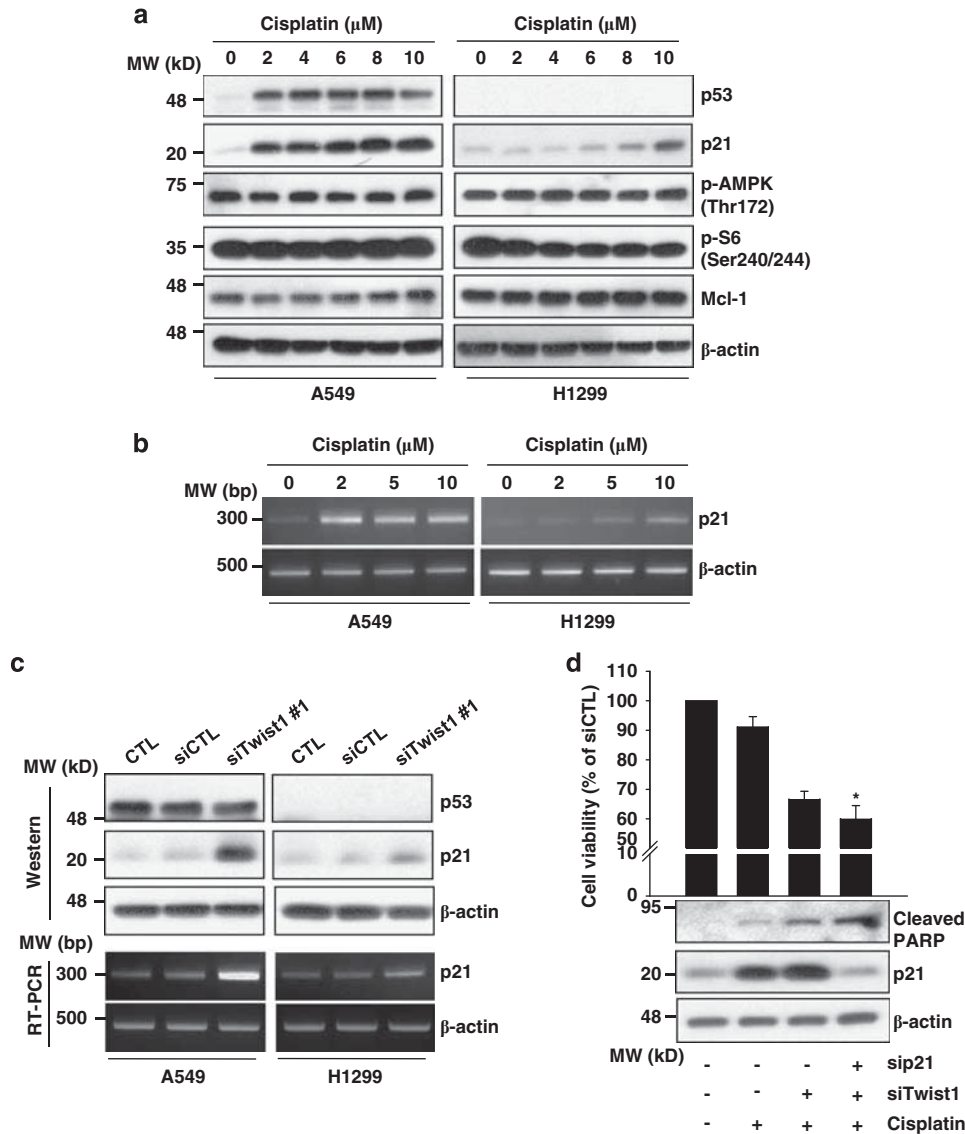 a
Cisplatin (μM) Cisplatin (μM)
MW (kD) 0 2 4 6 8 10 0 2 4 6 8 10
48 p53
20 p21
75 p-AMPK
(Thr172)
35 p-S6
(Ser240/244)
48 Mcl-1
48 β-actin
A549 H1299
b
Cisplatin (μM) Cisplatin (μM)
MW (bp) 0 2 5 10 0 2 5 10
300 p21
500 β-actin
A549 H1299
c
CTL siCTL siTwist1 #1 CTL siCTL siTwist1 #1
MW (kD)
Western
48 p53
20 p21
48 β-actin
MW (bp)
RT-PCR
300 p21
500 β-actin
A549 H1299
d
Cell viability (% of siCTL)
110
100
90
80
70
60
50
10
0
*
95 Cleaved
PARP
20 p21
48 β-actin
MW (kD)
- - - + sip21
- - + + siTwist1
- + + + Cisplatin